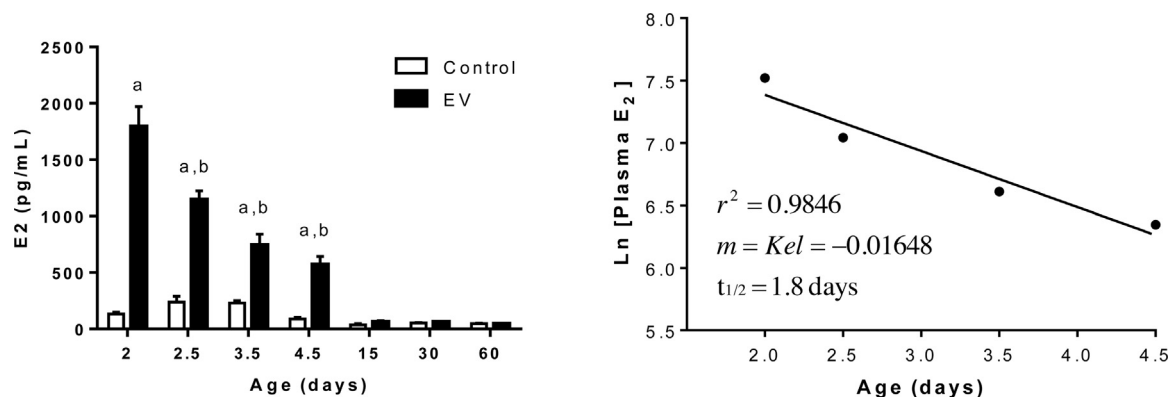 2500
2000
1500
1000
500
0
E2 (pg/mL)
Control
EV
a
a,b
a,b
a,b
2 2.5 3.5 4.5 15 30 60
Age (days)
8.0
7.5
7.0
6.5
6.0
5.5
Ln [Plasma E₂]
r² = 0.9846
m = Kel = −0.01648
t₁/₂ = 1.8 days
2.0 2.5 3.0 3.5 4.0 4.5
Age (days)